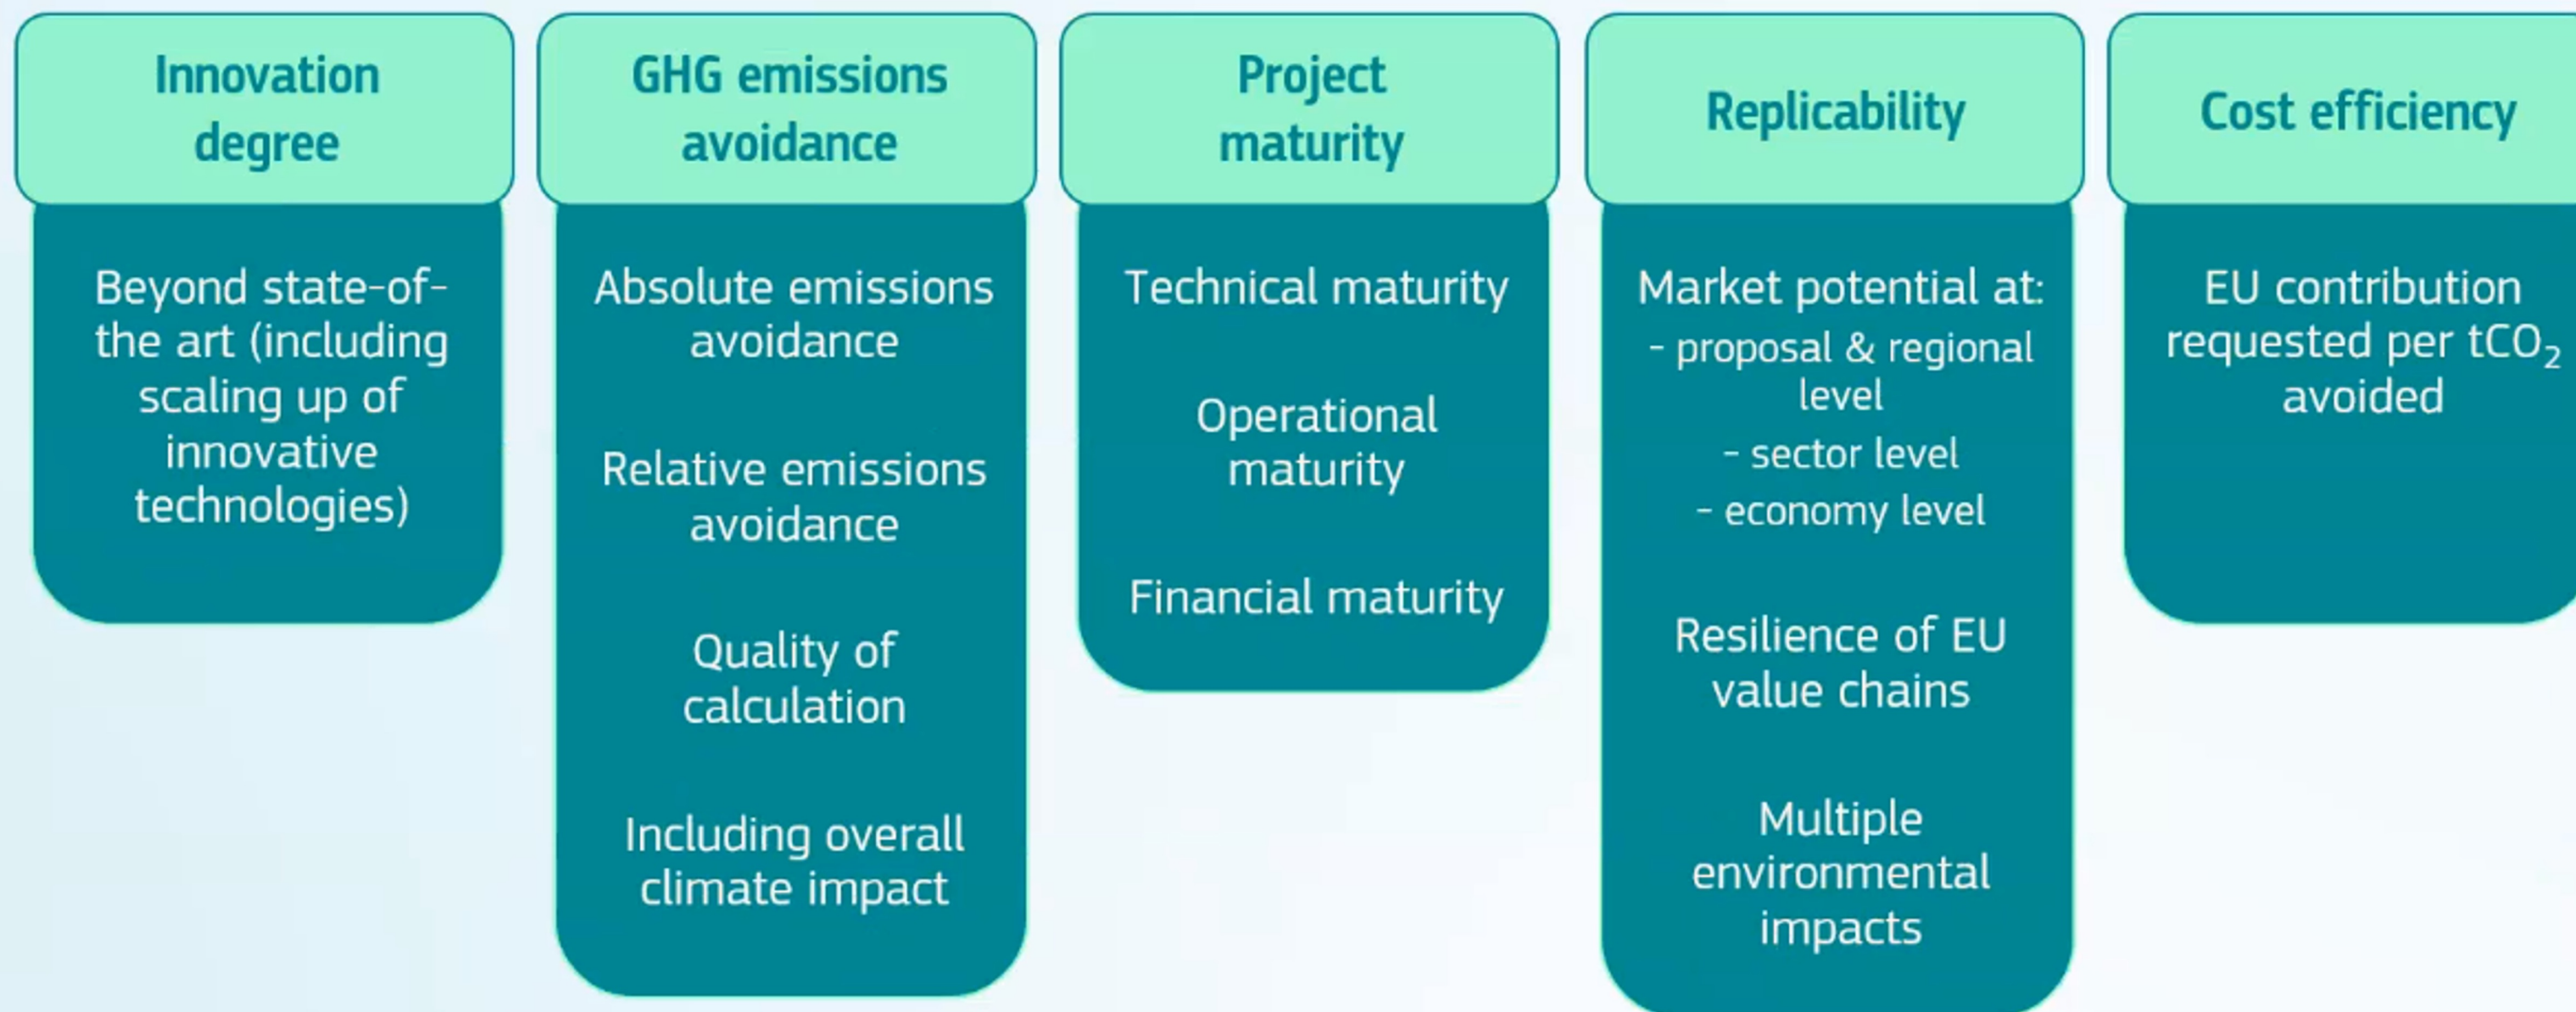 Innovation
degree
Beyond state-of-
the art (including
scaling up of
innovative
technologies)
GHG emissions
avoidance
Absolute emissions
avoidance
Relative emissions
avoidance
Quality of
calculation
Including overall
climate impact
Project
maturity
Technical maturity
Operational
maturity
Financial maturity
Replicability
Market potential at:
- proposal & regional
level
- sector level
- economy level
Resilience of EU
value chains
Multiple
environmental
impacts
Cost efficiency
EU contribution
requested per tCO₂
avoided